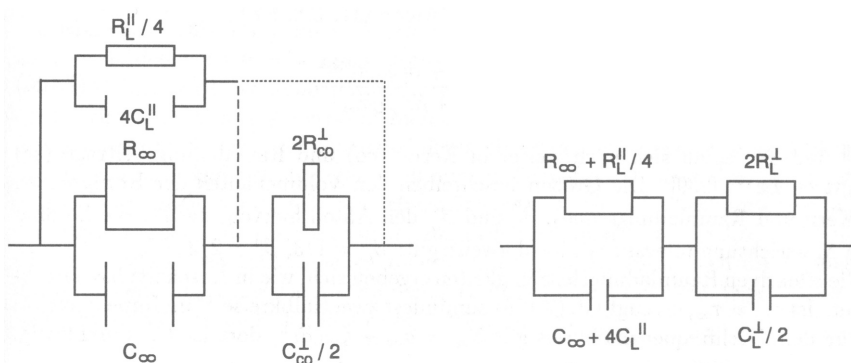 R_L^|| / 4
4C_L^||
R_∞
2R_co^⊥
C_∞
C_co^⊥ / 2
R_∞ + R_L^|| / 4
2R_L^⊥
C_∞ + 4C_L^||
C_L^⊥ / 2